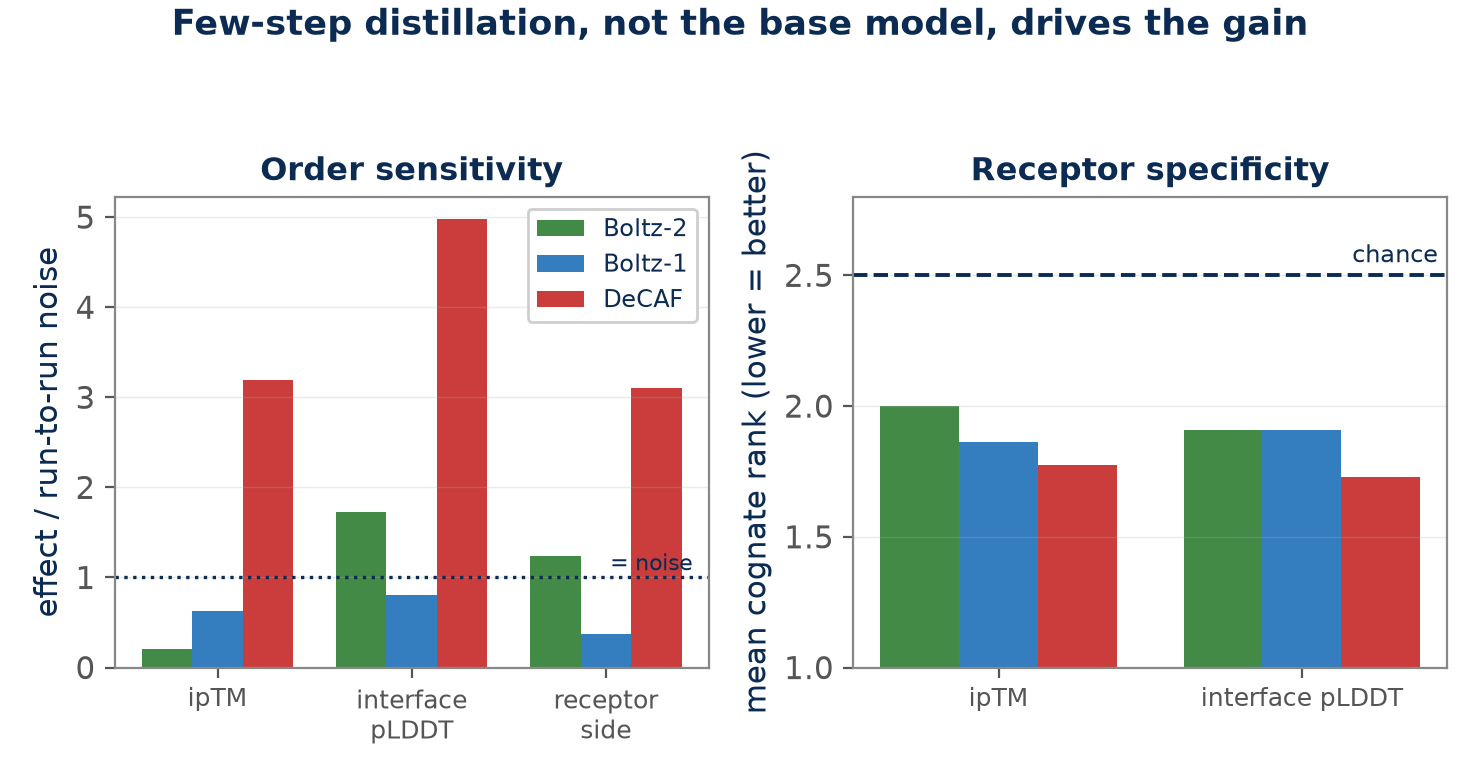 Few-step distillation, not the base model, drives the gain
Order sensitivity
effect / run-to-run noise
5
4
3
2
1
0
Boltz-2
Boltz-1
DeCAF
= noise
ipTM
interface
pLDDT
receptor
side
Receptor specificity
mean cognate rank (lower = better)
2.5
2.0
1.5
1.0
chance
ipTM
interface pLDDT